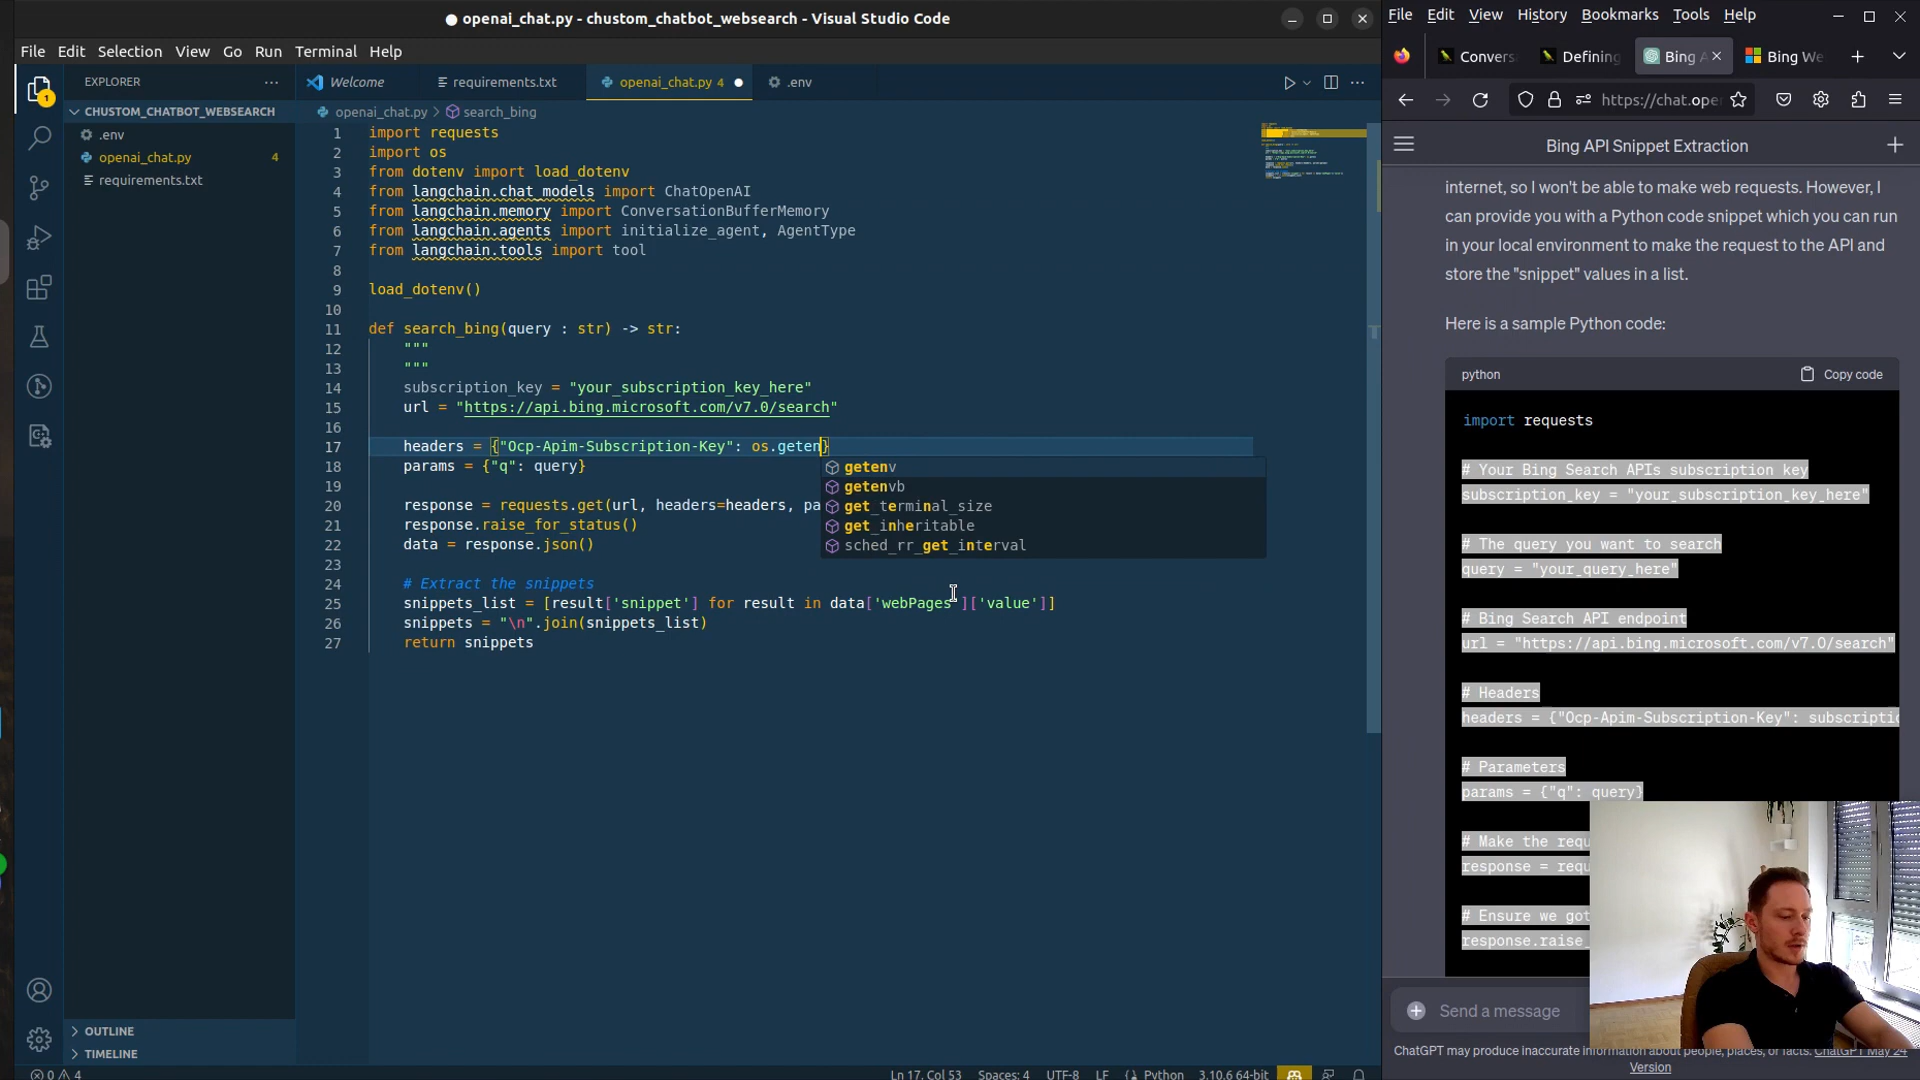 openai_chat.py - chustom_chatbot_websearch - Visual Studio Code
File Edit Selection View Go Run Terminal Help
EXPLORER
Welcome
requirements.txt
openai_chat.py 4
.env
CHUSTOM_CHATBOT_WEBSEARCH
.env
openai_chat.py 4
requirements.txt
OUTLINE
TIMELINE
1
openai_chat.py > search_bing
1 import requests
2 import os
3 from dotenv import load_dotenv
4 from langchain.chat_models import ChatOpenAI
5 from langchain.memory import ConversationBufferMemory
6 from langchain.agents import initialize_agent, AgentType
7 from langchain.tools import tool
8
9 load_dotenv()
10
11 def search_bing(query : str) -> str:
12 """
13 """
14 subscription_key = "your_subscription_key_here"
15 url = "https://api.bing.microsoft.com/v7.0/search"
16
17 headers = {"Ocp-Apim-Subscription-Key": os.geten}
18 params = {"q": query}
19
20 response = requests.get(url, headers=headers, pa
21 response.raise_for_status()
22 data = response.json()
23
24 # Extract the snippets
25 snippets_list = [result['snippet'] for result in data['webPages']['value']]
26 snippets = "\n".join(snippets_list)
27 return snippets
getenv
getenvb
get_terminal_size
get_inheritable
sched_rr_get_interval
0 4
Ln 17, Col 53 Spaces: 4 UTF-8 LF Python 3.10.6 64-bit
File Edit View History Bookmarks Tools Help
Convers
Defining
Bing A
Bing We
https://chat.ope
Bing API Snippet Extraction
internet, so I won't be able to make web requests. However, I
can provide you with a Python code snippet which you can run
in your local environment to make the request to the API and
store the "snippet" values in a list.
Here is a sample Python code:
python
Copy code
import requests
# Your Bing Search APIs subscription key
subscription_key = "your_subscription_key_here"
# The query you want to search
query = "your_query_here"
# Bing Search API endpoint
url = "https://api.bing.microsoft.com/v7.0/search"
# Headers
headers = {"Ocp-Apim-Subscription-Key": subscriptio
# Parameters
params = {"q": query}
# Make the requ
response = requ
# Ensure we got
response.raise_
Send a message
ChatGPT may produce inaccurate information about people, places, or facts. ChatGPT May 24
Version